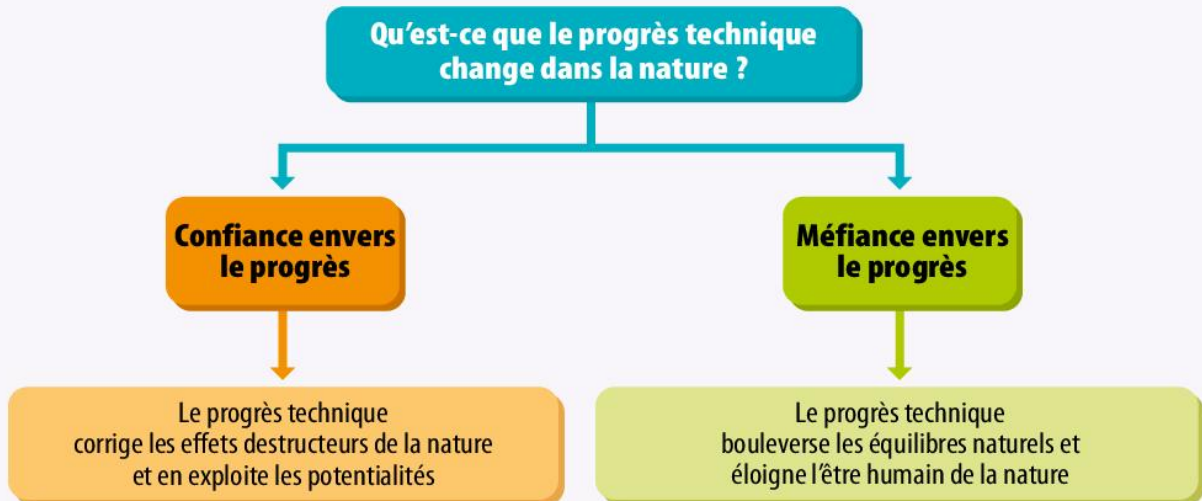 Qu’est-ce que le progrès technique
change dans la nature ?
Confiance envers
le progrès
Méfiance envers
le progrès
Le progrès technique
corrige les effets destructeurs de la nature
et en exploite les potentialités
Le progrès technique
bouleverse les équilibres naturels et
éloigne l’être humain de la nature